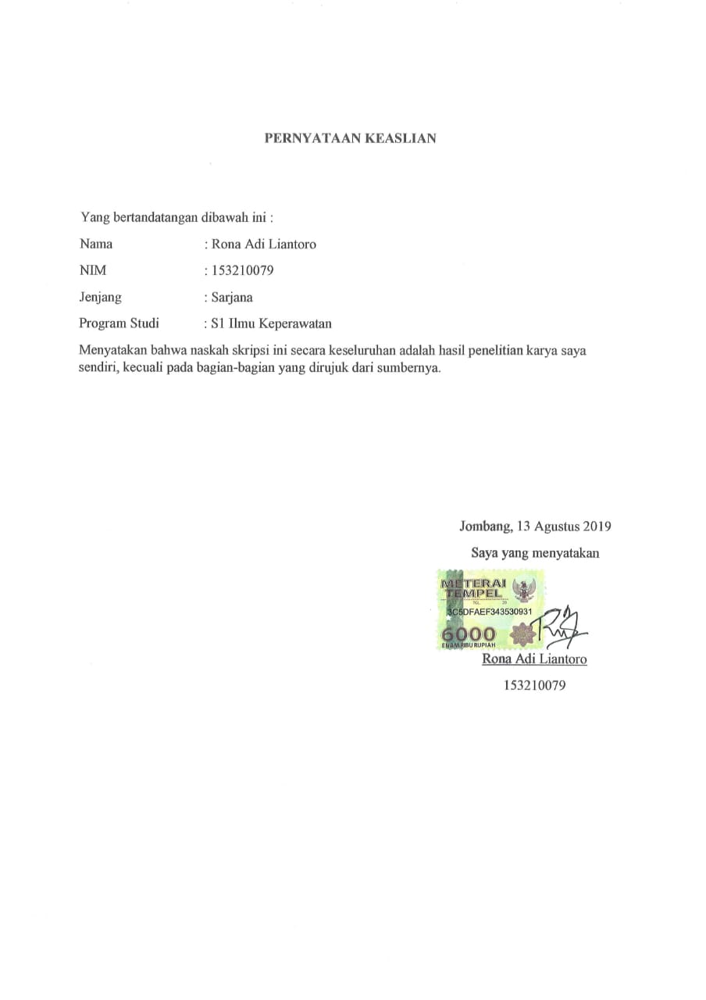 PERNYATAAN KEASLIAN
Yang bertandatangan dibawah ini :
Nama : Rona Adi Liantoro
NIM : 153210079
Jenjang : Sarjana
Program Studi : S1 Ilmu Keperawatan
Menyatakan bahwa naskah skripsi ini secara keseluruhan adalah hasil penelitian karya saya
sendiri, kecuali pada bagian-bagian yang dirujuk dari sumbernya.
Jombang, 13 Agustus 2019
Saya yang menyatakan
METERAI
TEMPEL
TGL. 20
3C5DFAEF343530931
6000
ENAM RIBU RUPIAH
Rona Adi Liantoro
153210079